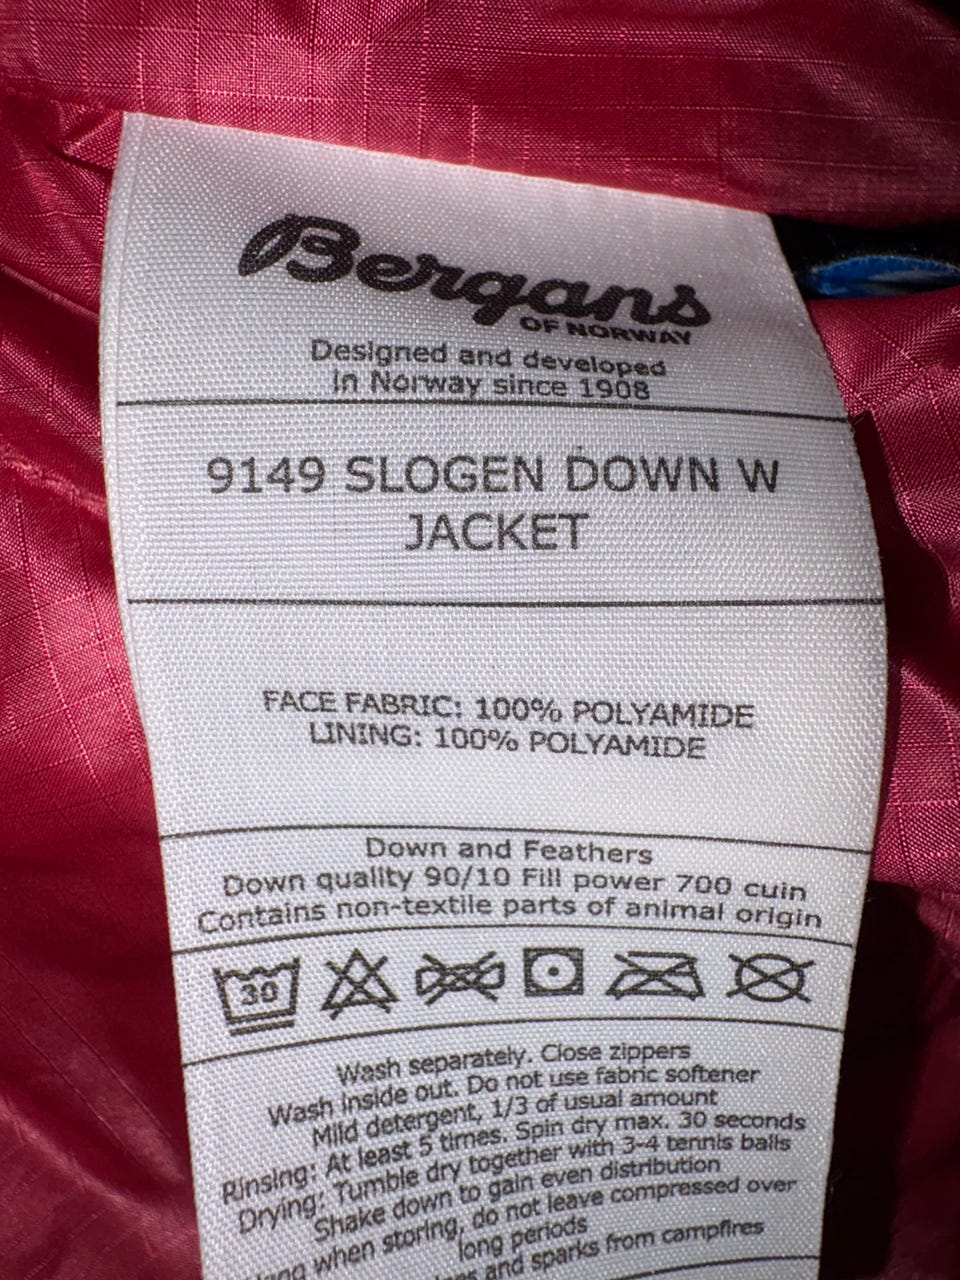 Bergans
OF NORWAY
Designed and developed
in Norway since 1908
9149 SLOGEN DOWN W
JACKET
FACE FABRIC: 100% POLYAMIDE
LINING: 100% POLYAMIDE
Down and Feathers
Down quality 90/10 Fill power 700 cuin
Contains non-textile parts of animal origin
30
Wash separately. Close zippers
Wash inside out. Do not use fabric softener
Mild detergent, 1/3 of usual amount
Rinsing: At least 5 times. Spin dry max. 30 seconds
Drying: Tumble dry together with 3-4 tennis balls
Shake down to gain even distribution
when storing, do not leave compressed over
long periods
and sparks from campfires